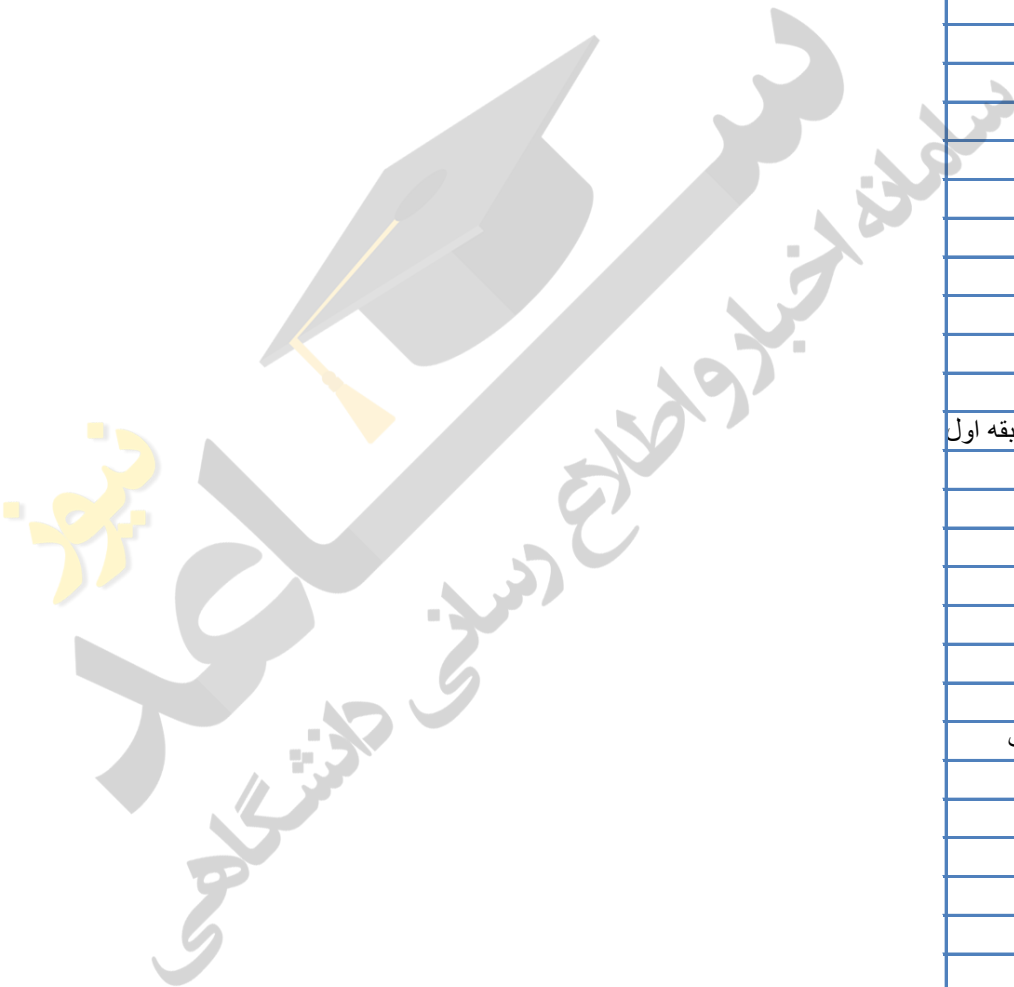 ساعد
نیوز
سامانه اخبار و اطلاع رسانی دانشگاهی
بقه اول